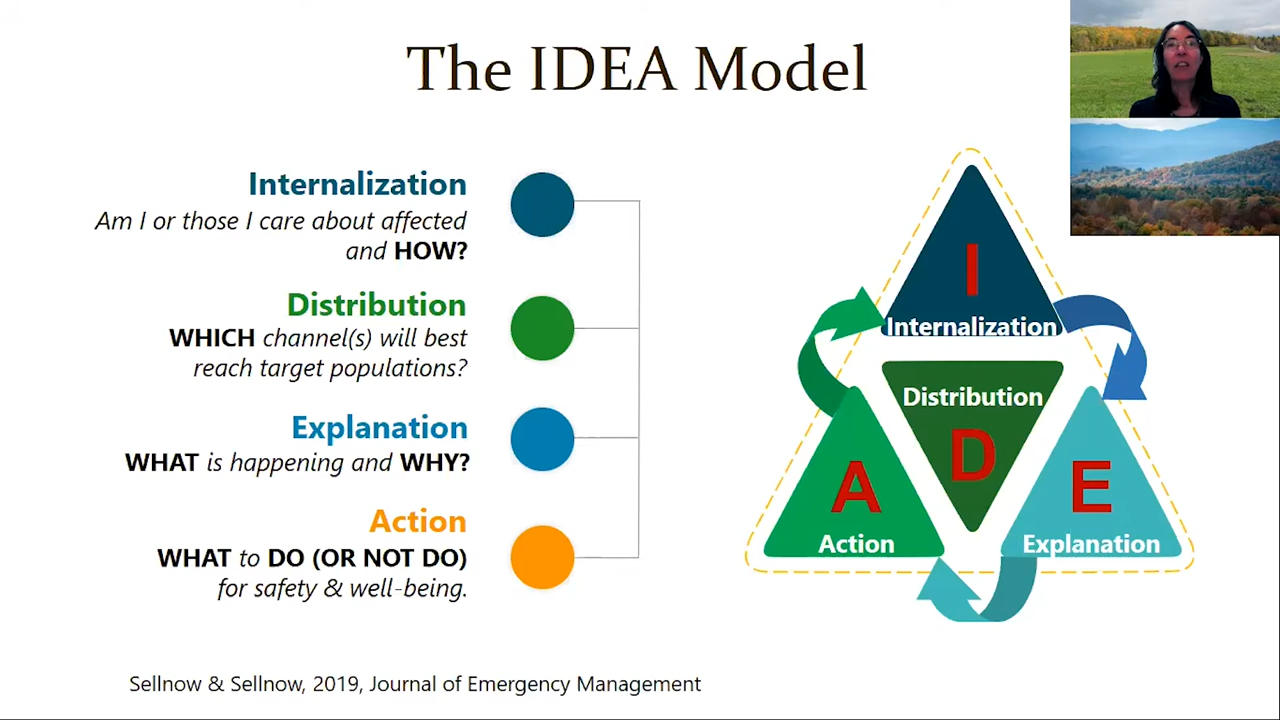 The IDEA Model
Internalization
Am I or those I care about affected
and HOW?
Distribution
WHICH channel(s) will best
reach target populations?
Explanation
WHAT is happening and WHY?
Action
WHAT to DO (OR NOT DO)
for safety & well-being.
I
Internalization
Distribution
D
A
Action
E
Explanation
Sellnow & Sellnow, 2019, Journal of Emergency Management